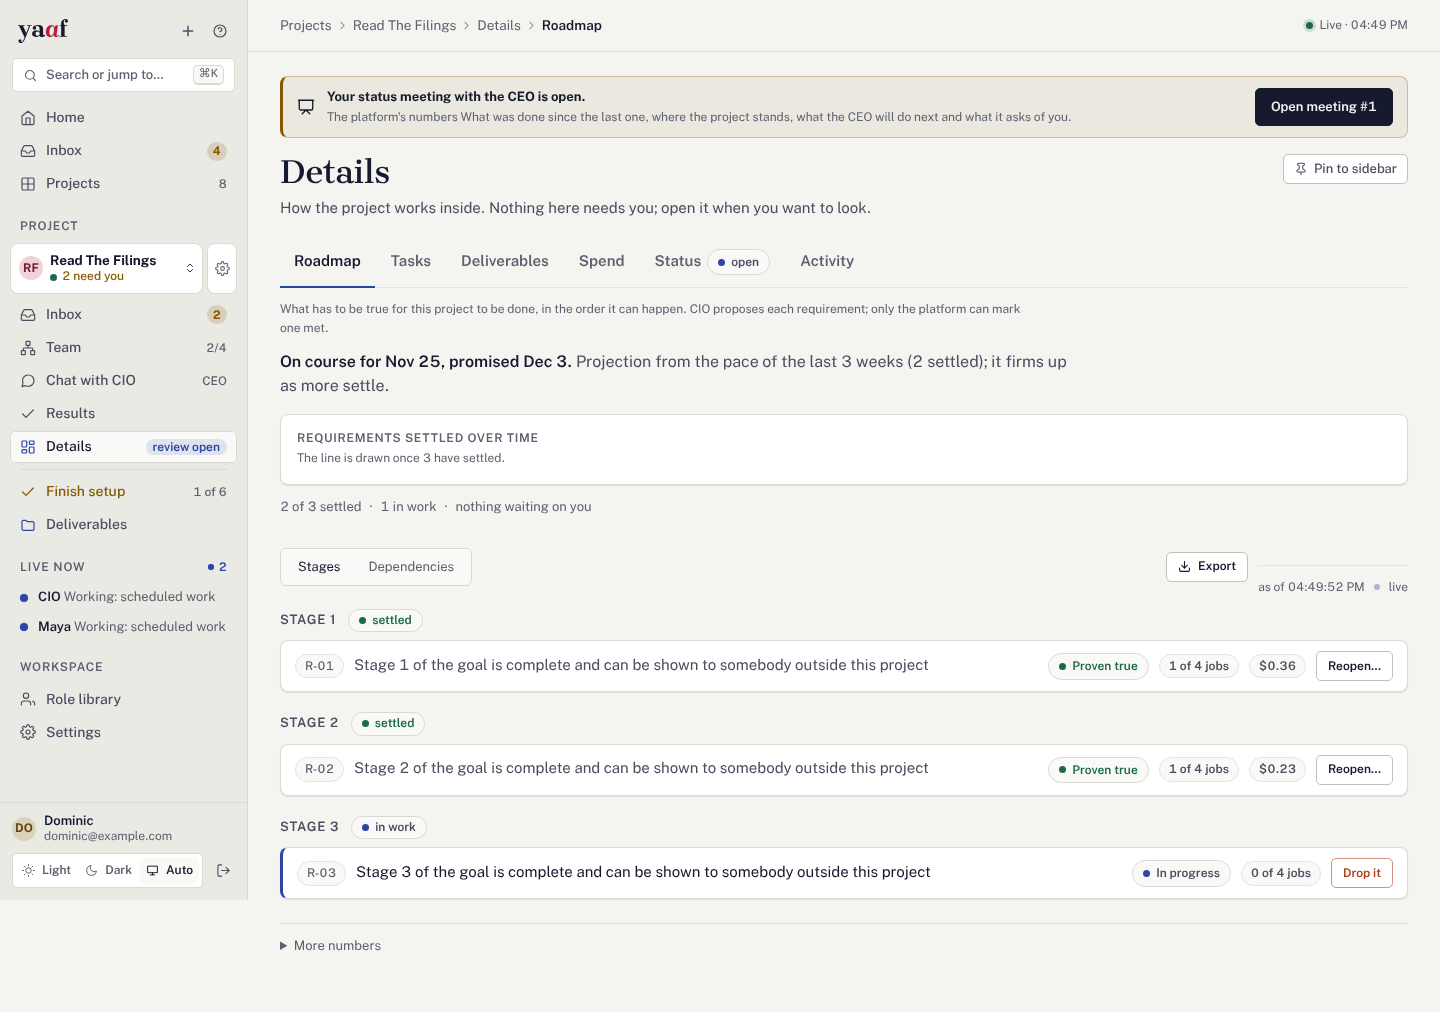 yaaf
Search or jump to...
⌘K
Home
Inbox
4
Projects
8
PROJECT
RF
Read The Filings
2 need you
Inbox
2
Team
2/4
Chat with CIO
CEO
Results
Details
review open
Finish setup
1 of 6
Deliverables
LIVE NOW
2
CIO Working: scheduled work
Maya Working: scheduled work
WORKSPACE
Role library
Settings
DO
Dominic
dominic@example.com
Light
Dark
Auto
Projects > Read The Filings > Details > Roadmap
Live · 04:49 PM
Your status meeting with the CEO is open.
The platform's numbers What was done since the last one, where the project stands, what the CEO will do next and what it asks of you.
Open meeting #1
Details
Pin to sidebar
How the project works inside. Nothing here needs you; open it when you want to look.
Roadmap
Tasks
Deliverables
Spend
Status
open
Activity
What has to be true for this project to be done, in the order it can happen. CIO proposes each requirement; only the platform can mark
one met.
On course for Nov 25, promised Dec 3. Projection from the pace of the last 3 weeks (2 settled); it firms up
as more settle.
REQUIREMENTS SETTLED OVER TIME
The line is drawn once 3 have settled.
2 of 3 settled · 1 in work · nothing waiting on you
Stages
Dependencies
Export
as of 04:49:52 PM
live
STAGE 1
settled
R-01
Stage 1 of the goal is complete and can be shown to somebody outside this project
Proven true
1 of 4 jobs
$0.36
Reopen...
STAGE 2
settled
R-02
Stage 2 of the goal is complete and can be shown to somebody outside this project
Proven true
1 of 4 jobs
$0.23
Reopen...
STAGE 3
in work
R-03
Stage 3 of the goal is complete and can be shown to somebody outside this project
In progress
0 of 4 jobs
Drop it
More numbers